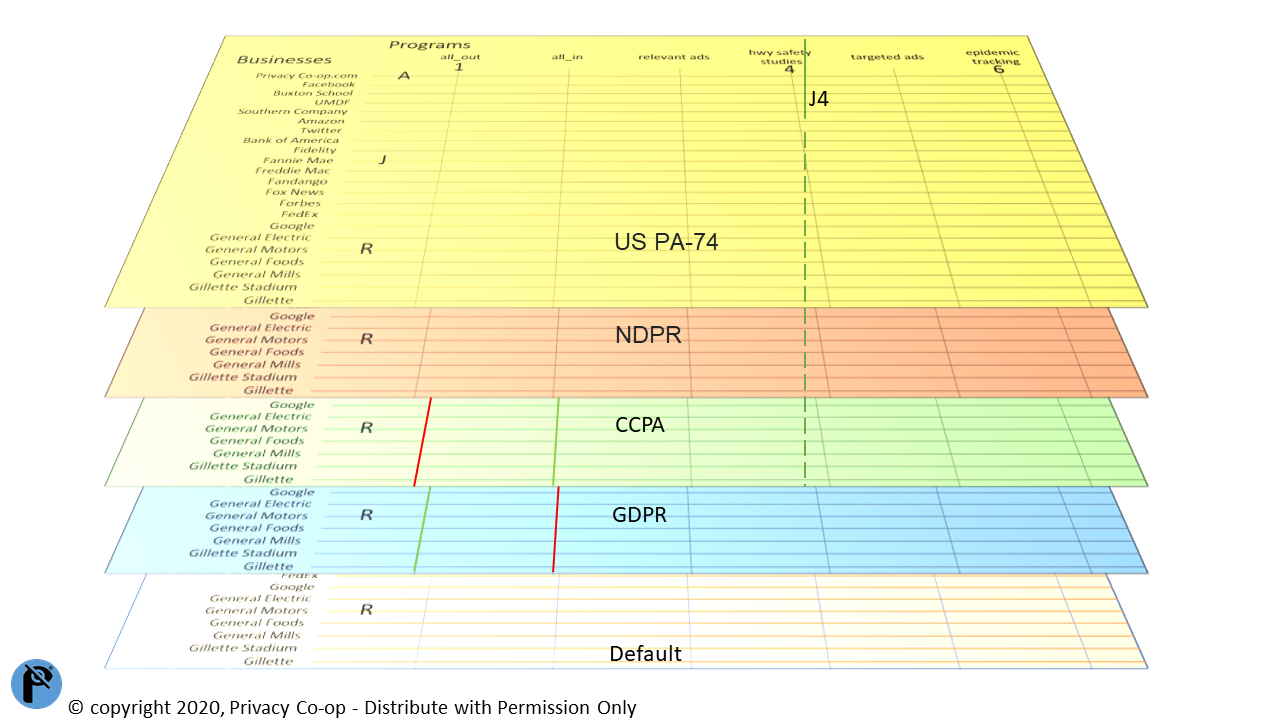 Programs
Businesses
all_out
all_in
relevant ads
hwy safety
studies
targeted ads
epidemic
tracking
1
4
6
Privacy Co-op.com
A
Facebook
Buxton School
UMDF
J4
Southern Company
Amazon
Twitter
Bank of America
Fidelity
Fannie Mae
J
Freddie Mac
Fandango
Fox News
Forbes
FedEx
Google
General Electric
US PA-74
General Motors
R
General Foods
General Mills
Gillette Stadium
Gillette
Google
General Electric
General Motors
R
NDPR
General Foods
General Mills
Gillette Stadium
Gillette
Google
General Electric
General Motors
R
CCPA
General Foods
General Mills
Gillette Stadium
Gillette
Google
General Electric
General Motors
R
GDPR
General Foods
General Mills
Gillette Stadium
Gillette
FedEx
Google
General Electric
General Motors
R
General Foods
General Mills
Gillette Stadium
Default
Gillette
© copyright 2020, Privacy Co-op - Distribute with Permission Only